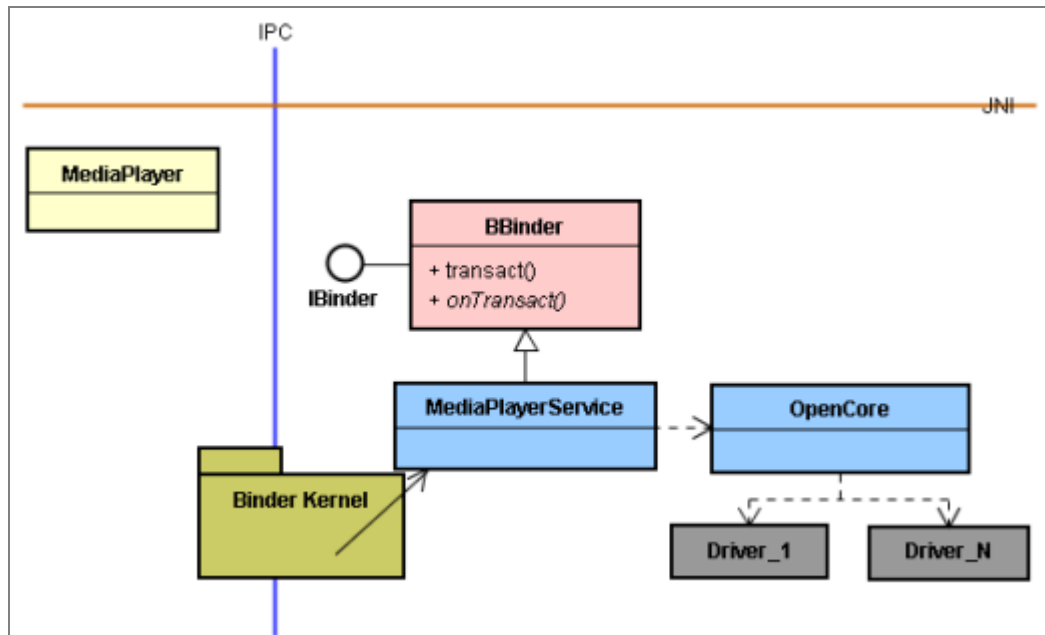 IPC
JNI
MediaPlayer
BBinder
+ transact()
+ onTransact()
IBinder
MediaPlayerService
OpenCore
Binder Kernel
Driver_1
Driver_N